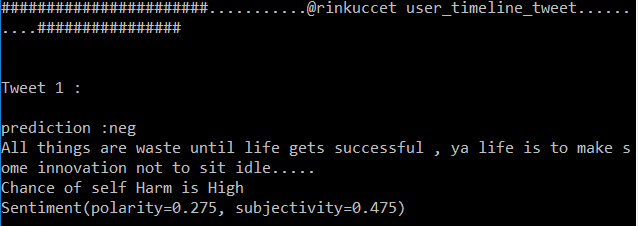 #######################...........@rinkuccet user_timeline_tweet......
....################
Tweet 1 :
prediction :neg
All things are waste until life gets successful , ya life is to make s
ome innovation not to sit idle.....
Chance of self Harm is High
Sentiment(polarity=0.275, subjectivity=0.475)